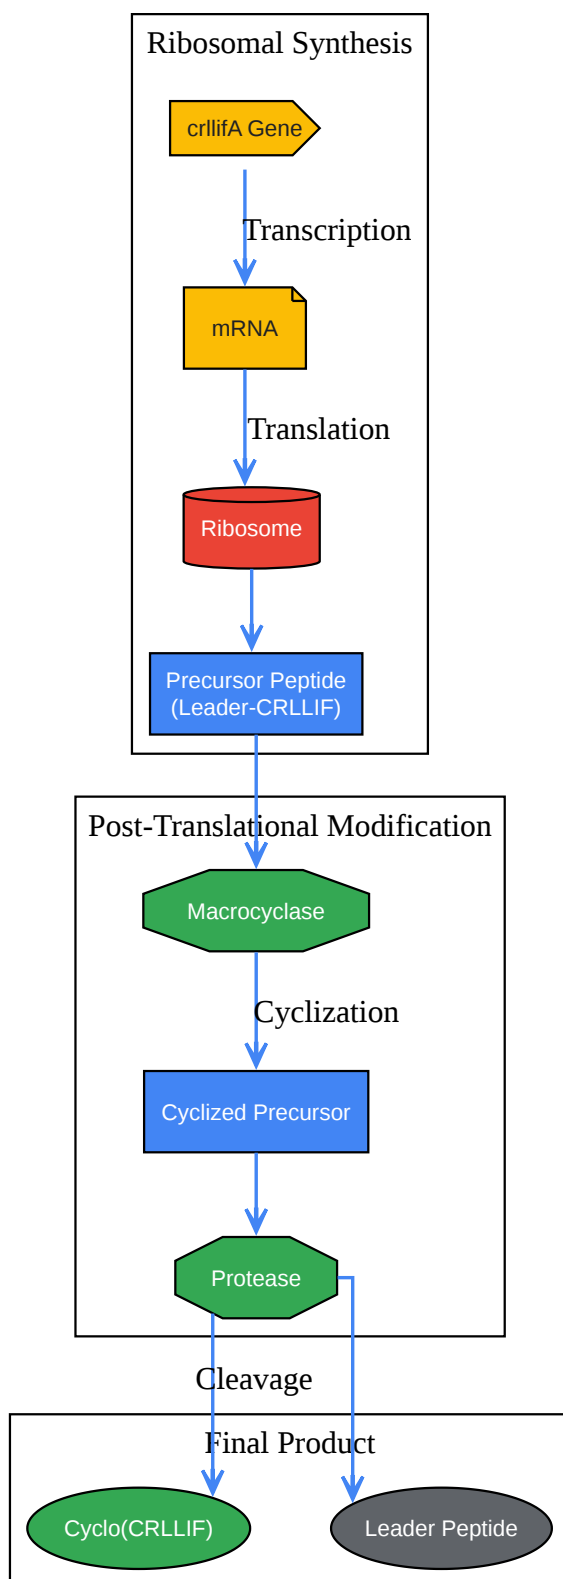 Ribosomal Synthesis
crllifA Gene
Transcription
mRNA
Translation
Ribosome
Precursor Peptide
(Leader-CRLLIF)
Post-Translational Modification
Macrocyclase
Cyclization
Cyclized Precursor
Protease
Cleavage
Final Product
Cyclo(CRLLIF)
Leader Peptide